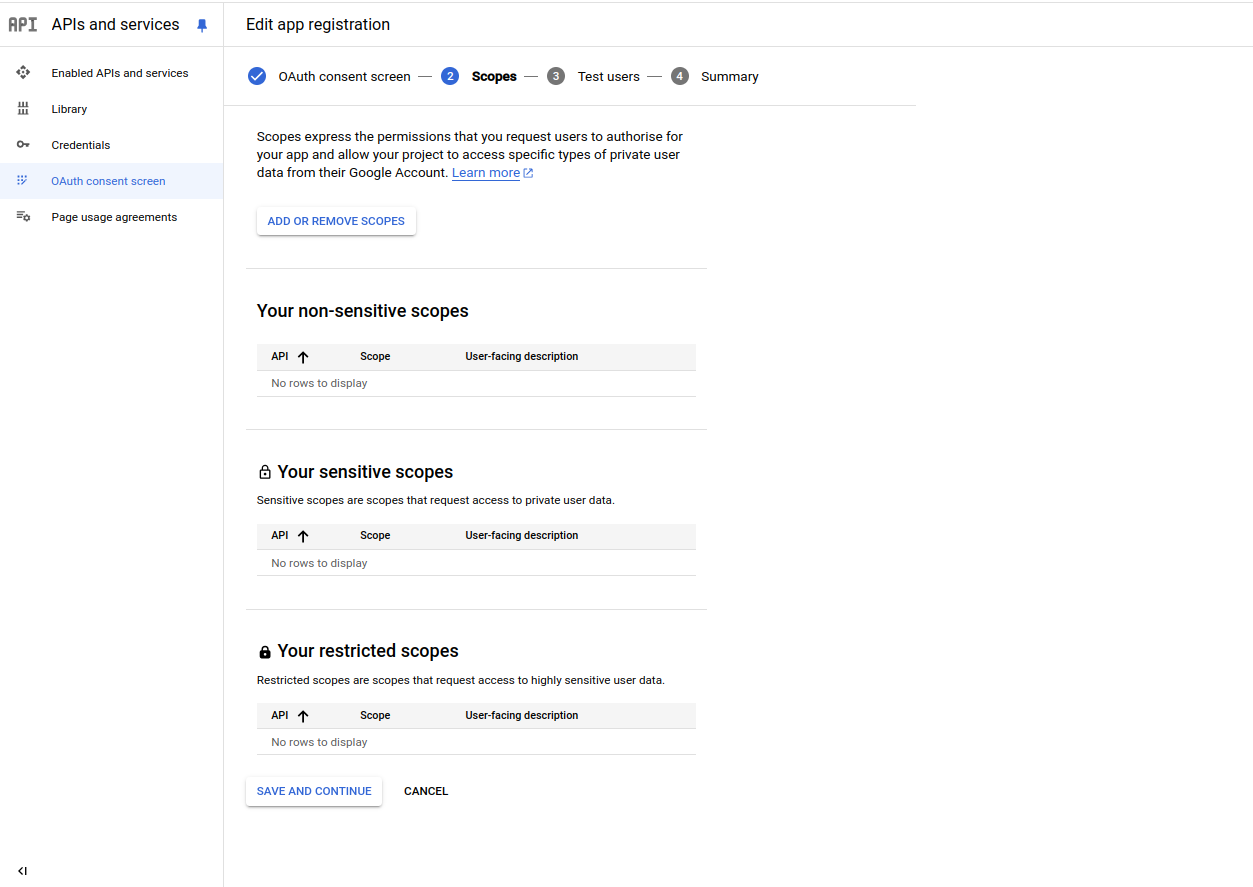 API APIs and services
Edit app registration
Enabled APIs and services
Library
Credentials
OAuth consent screen
Page usage agreements
OAuth consent screen — 2 Scopes — 3 Test users — 4 Summary
Scopes express the permissions that you request users to authorise for
your app and allow your project to access specific types of private user
data from their Google Account. Learn more
ADD OR REMOVE SCOPES
Your non-sensitive scopes
API Scope User-facing description
No rows to display
Your sensitive scopes
Sensitive scopes are scopes that request access to private user data.
API Scope User-facing description
No rows to display
Your restricted scopes
Restricted scopes are scopes that request access to highly sensitive user data.
API Scope User-facing description
No rows to display
SAVE AND CONTINUE CANCEL